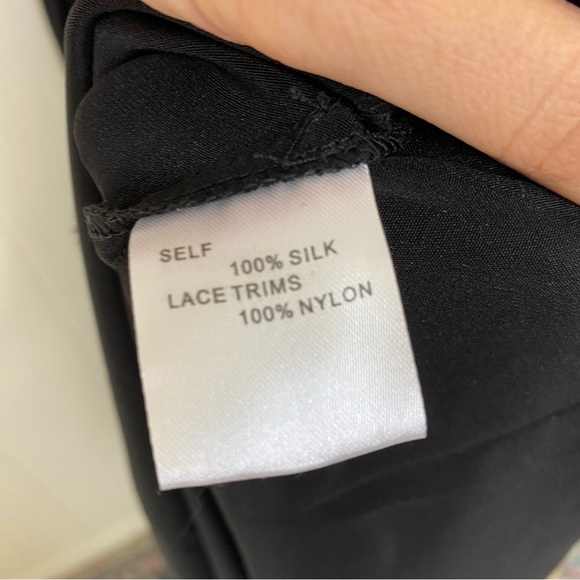 SELF
100% SILK
LACE TRIMS
100% NYLON